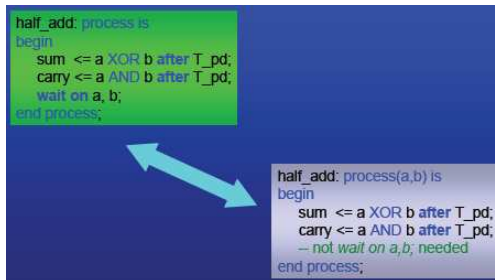 half_add: process is
begin
sum <= a XOR b after T_pd;
carry <= a AND b after T_pd;
wait on a, b;
end process;
half_add: process(a,b) is
begin
sum <= a XOR b after T_pd;
carry <= a AND b after T_pd;
-- not wait on a,b; needed
end process;